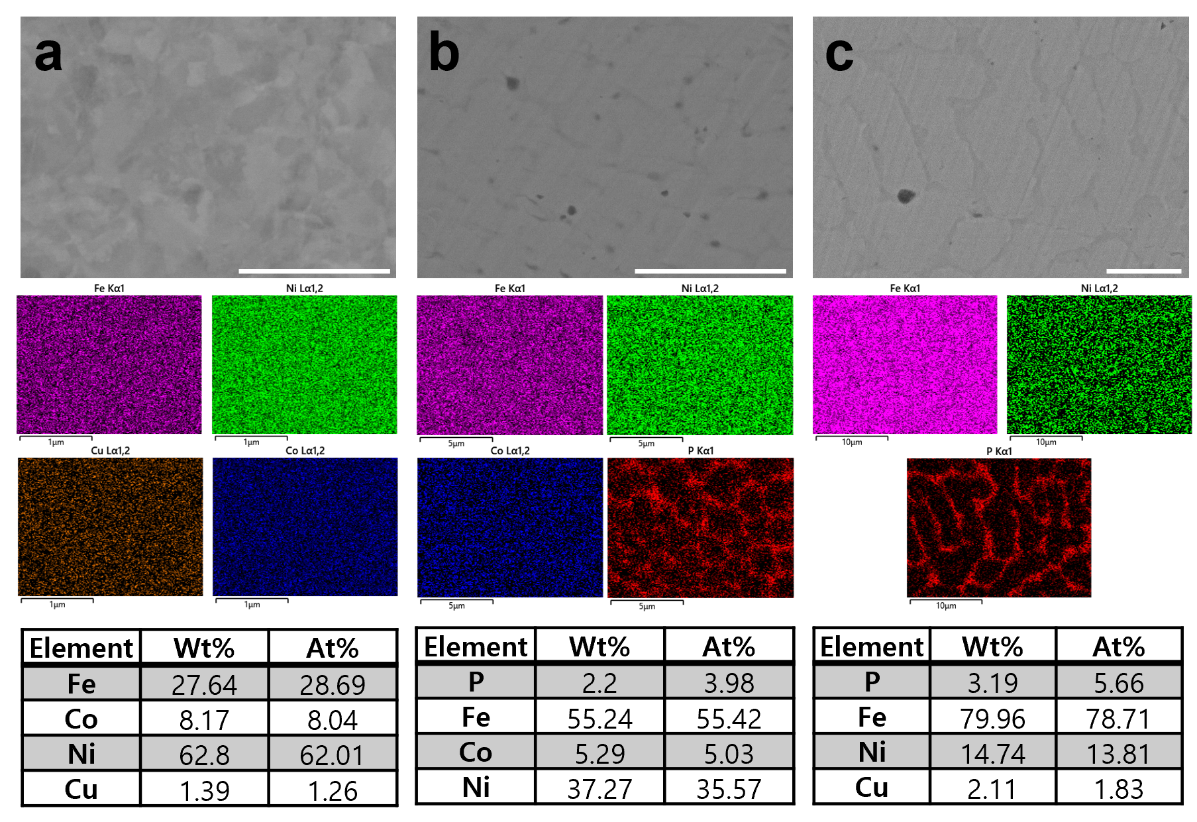 a b c
Fe Kα1 Ni Lα1,2 Fe Kα1 Ni Lα1,2 Fe Kα1 Ni Lα1,2
1μm 1μm 5μm 5μm 10μm 10μm
Cu Lα1,2 Co Lα1,2 Co Lα1,2 P Kα1 P Kα1
1μm 1μm 5μm 5μm 10μm
Element Wt% At%
Fe 27.64 28.69
Co 8.17 8.04
Ni 62.8 62.01
Cu 1.39 1.26
Element Wt% At%
P 2.2 3.98
Fe 55.24 55.42
Co 5.29 5.03
Ni 37.27 35.57
Element Wt% At%
P 3.19 5.66
Fe 79.96 78.71
Ni 14.74 13.81
Cu 2.11 1.83